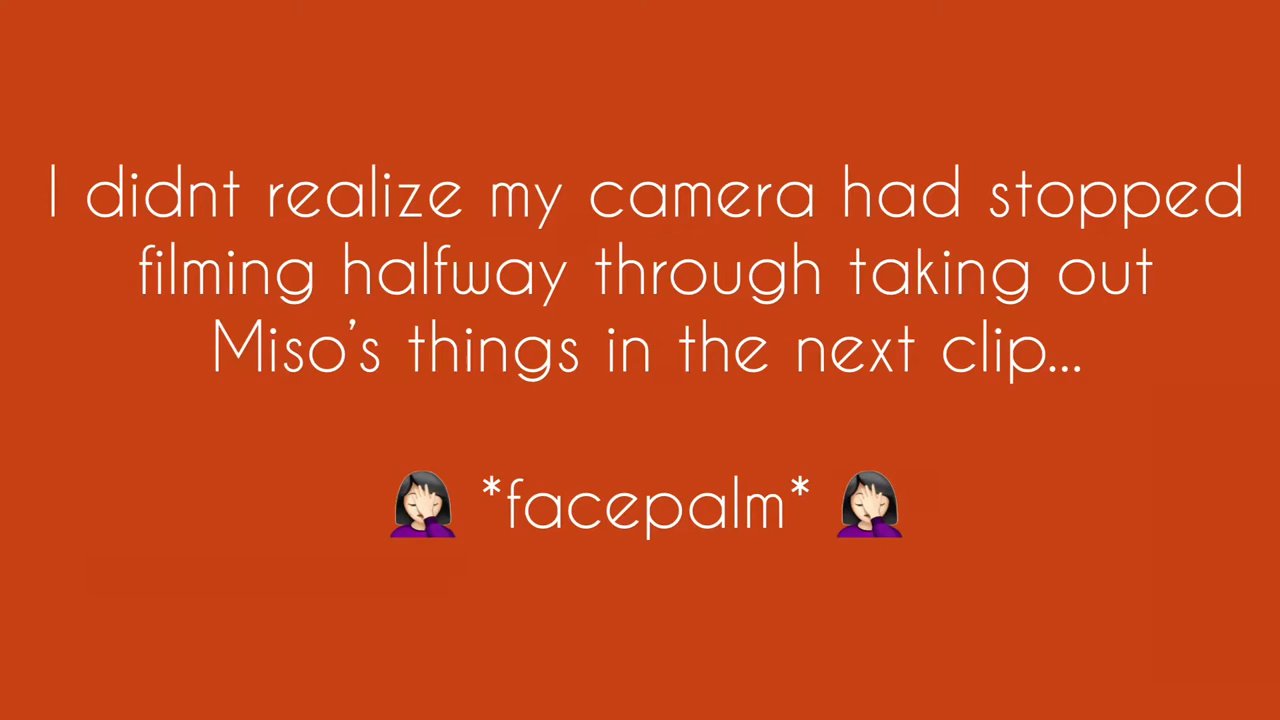 I didnt realize my camera had stopped
filming halfway through taking out
Miso’s things in the next clip...
🤦🏻‍♀️ *facepalm* 🤦🏻‍♀️